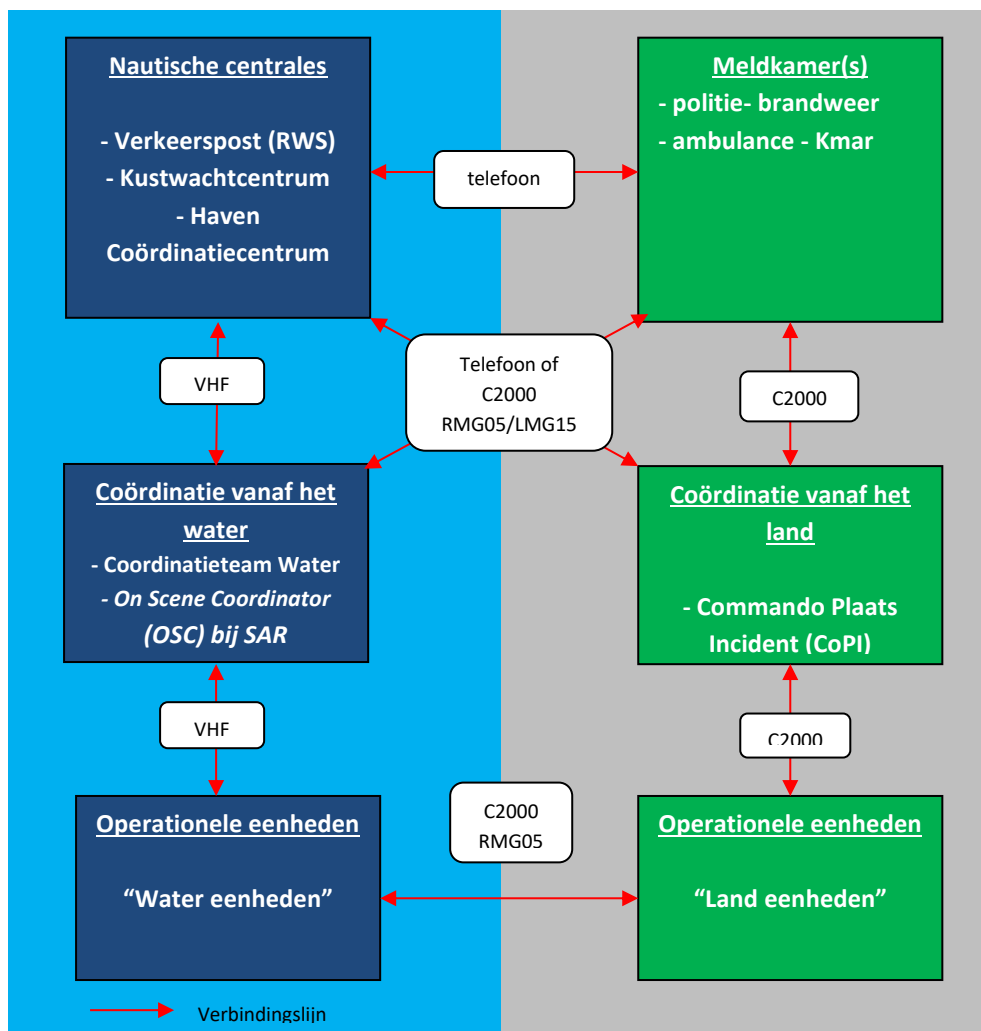 Nautische centrales
- Verkeerspost (RWS)
- Kustwachtcentrum
- Haven
Coördinatiecentrum
Meldkamer(s)
- politie- brandweer
- ambulance - Kmar
telefoon
Telefoon of
C2000
RMG05/LMG15
VHF
C2000
Coördinatie vanaf het
water
- Coordinatieteam Water
- On Scene Coordinator
(OSC) bij SAR
Coördinatie vanaf het
land
- Commando Plaats
Incident (CoPI)
VHF
C2000
C2000
RMG05
Operationele eenheden
“Water eenheden”
Operationele eenheden
“Land eenheden”
Verbindingslijn